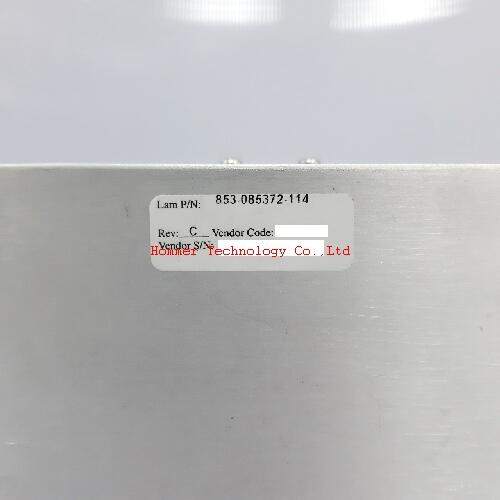 Lam P/N: 853-085372-114
Rev: C Vendor Code:
Vendor S/N:
Hommer Technology Co.,Ltd